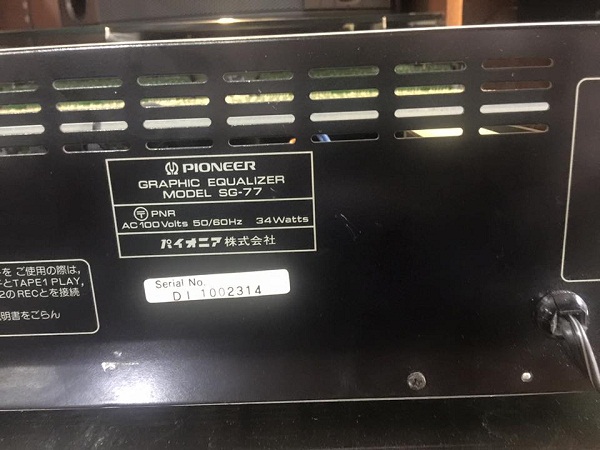 PIONEER
GRAPHIC EQUALIZER
MODEL SG-77
〒 PNR
AC100Volts 50/60Hz 34Watts
パイオニア株式会社
Serial No.
DI 1002314
を ご使用の際は,
とTAPE1 PLAY,
2のRECとを接続
説明書をごらん